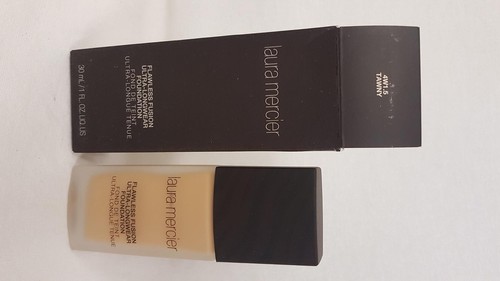 4W1.5
TAWNY
laura mercier
FLAWLESS FUSION
ULTRA-LONGWEAR
FOUNDATION
FOND DE TEINT
ULTRA-LONGUE TENUE
30 mL/1 FL.OZ.LIQ.US
laura mercier
FLAWLESS FUSION
ULTRA-LONGWEAR
FOUNDATION
FOND DE TEINT
ULTRA-LONGUE TENUE